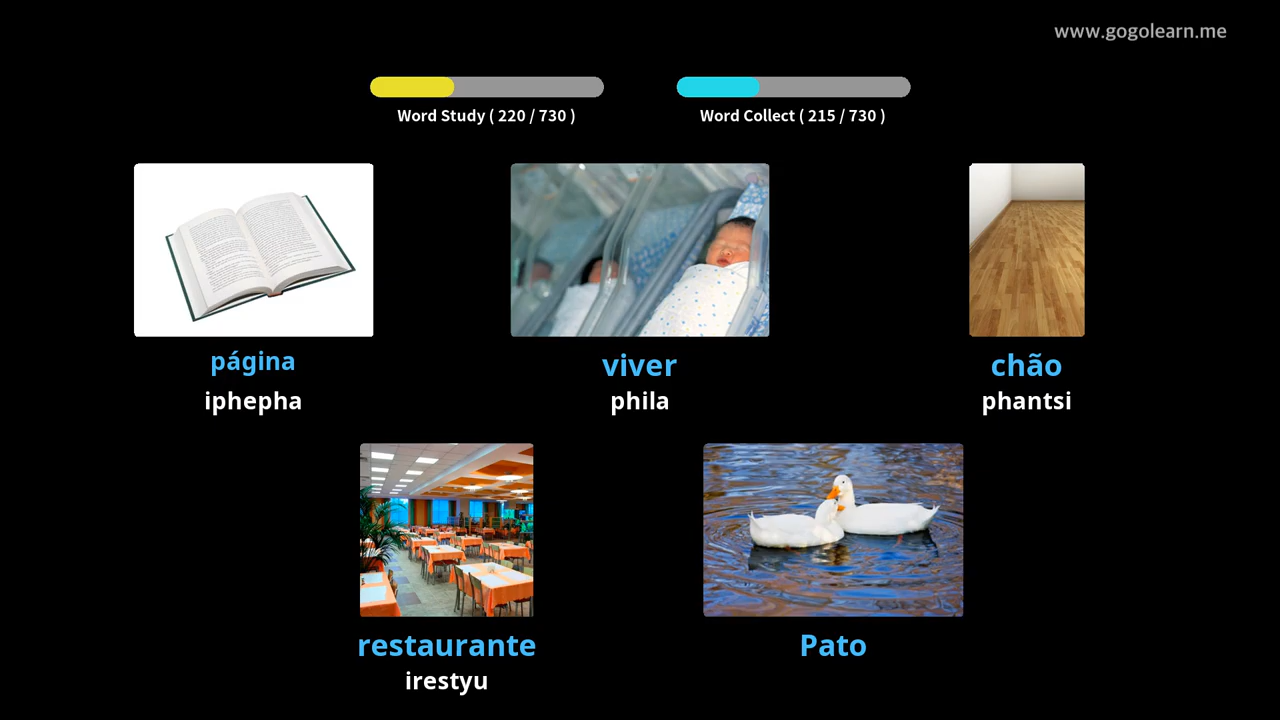 www.gogolearn.me
Word Study ( 220 / 730 )
Word Collect ( 215 / 730 )
página
iphepha
viver
phila
chão
phantsi
restaurante
irestyu
Pato